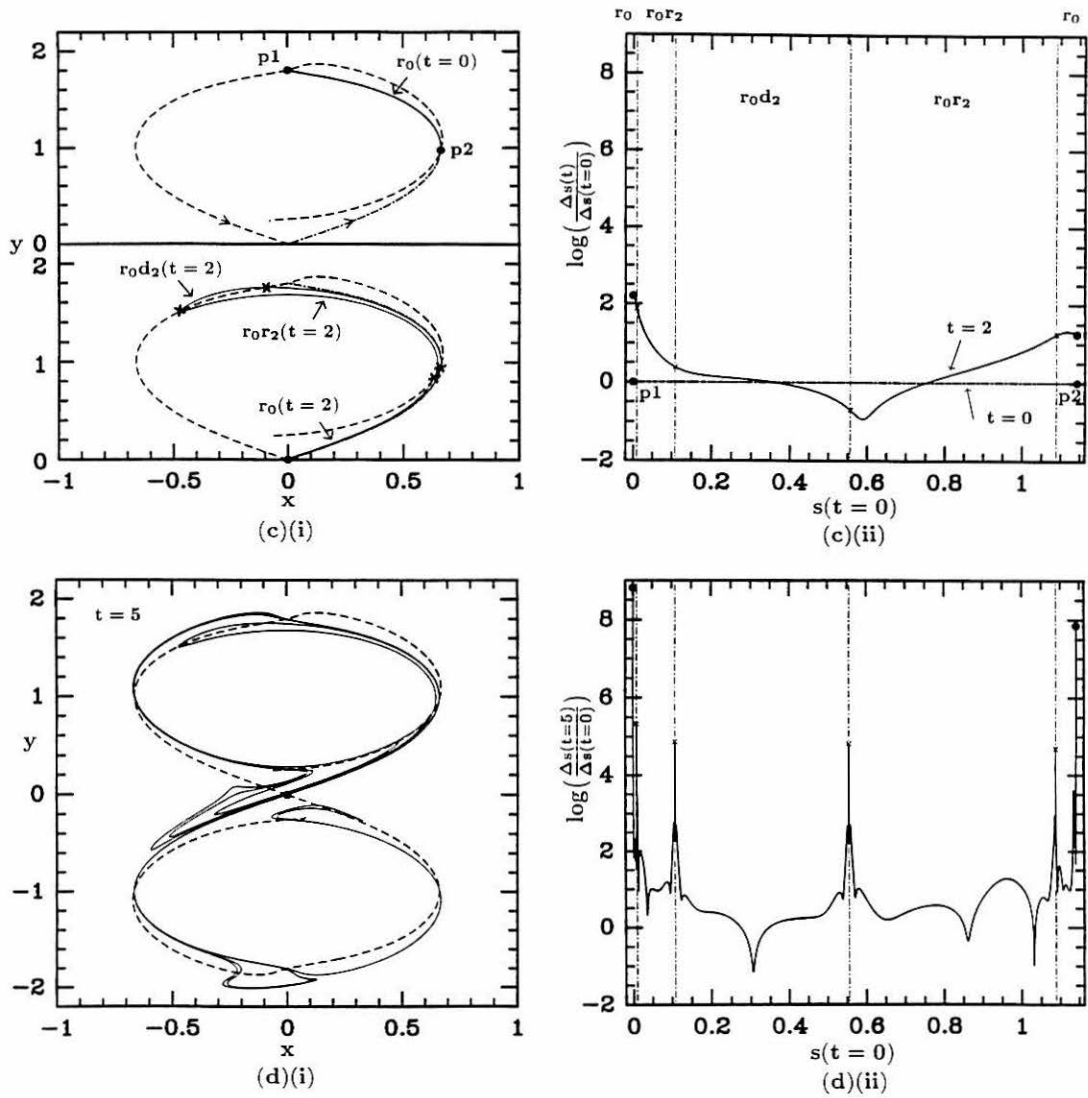 r₀ r₀r₂ r₀
2
1
0
y
2
1
0
−1 −0.5 0 0.5 1
x
(c)(i)
p1
r₀(t=0)
p2
r₀d₂(t = 2)
r₀r₂(t = 2)
r₀(t = 2)
8
6
4
2
0
−2
log(Δs(t)/Δs(t=0))
r₀d₂
r₀r₂
t = 2
p1
p2
t = 0
0 0.2 0.4 0.6 0.8 1
s(t = 0)
(c)(ii)
t = 5
2
1
y
0
−1
−2
−1 −0.5 0 0.5 1
x
(d)(i)
8
6
4
2
0
−2
log(Δs(t=5)/Δs(t=0))
0 0.2 0.4 0.6 0.8 1
s(t = 0)
(d)(ii)